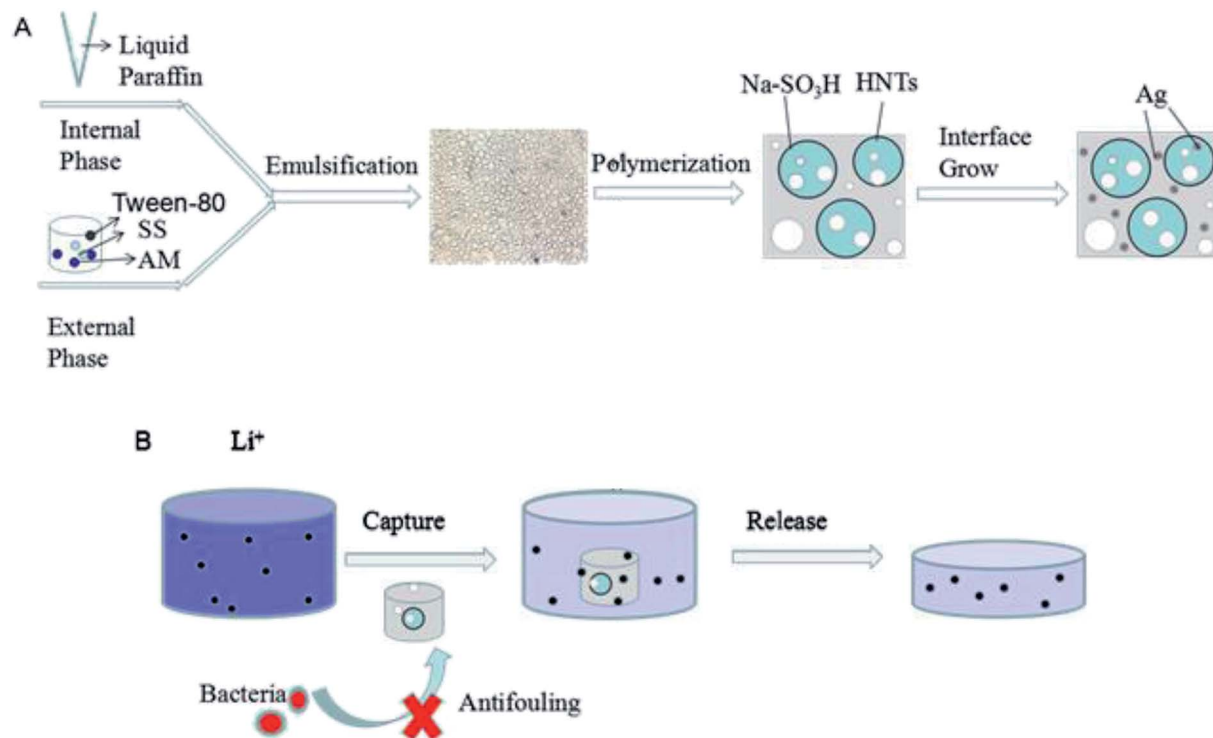 A
Liquid
Paraffin
Internal
Phase
Emulsification
Tween-80
SS
AM
External
Phase
Polymerization
Na-SO₃H
HNTs
Interface
Grow
Ag
B
Li⁺
Capture
Release
Bacteria
Antifouling